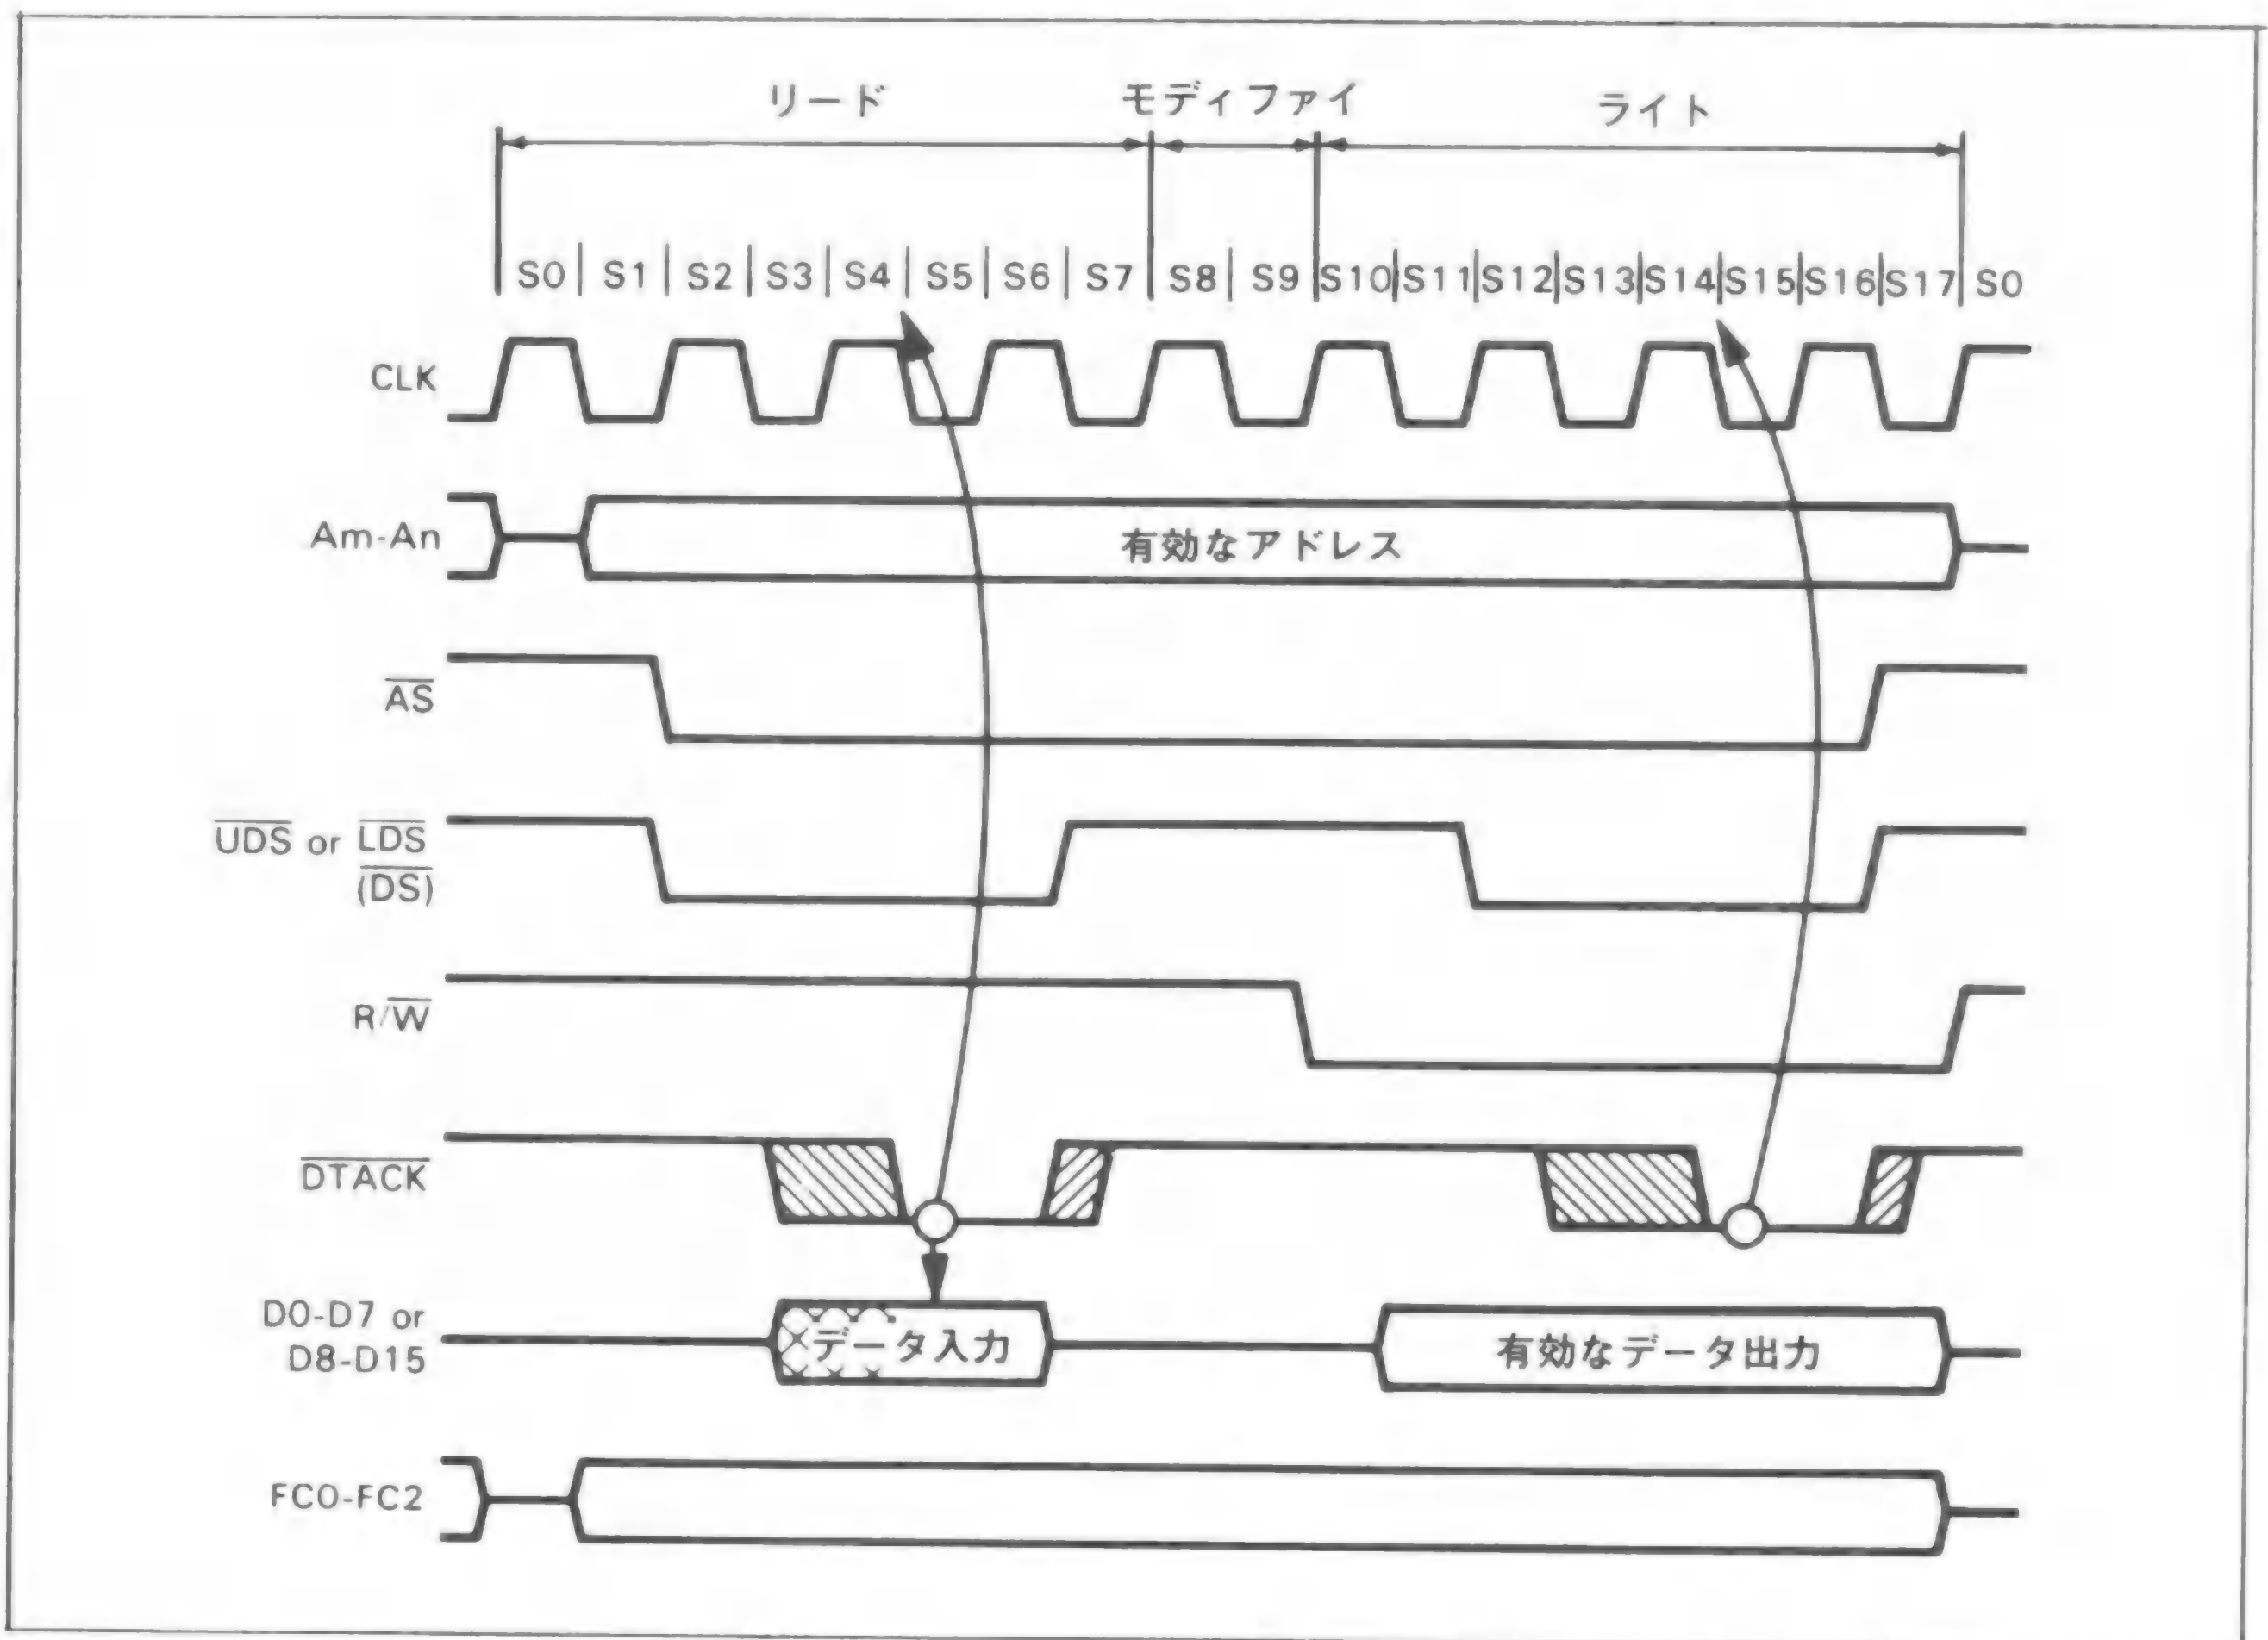 リード モディファイ ライト
S0 S1 S2 S3 S4 S5 S6 S7 S8 S9 S10 S11 S12 S13 S14 S15 S16 S17 S0
CLK
Am-An 有効なアドレス
AS
UDS or LDS
(DS)
R/W
DTACK
D0-D7 or
D8-D15
データ入力 有効なデータ出力
FC0-FC2